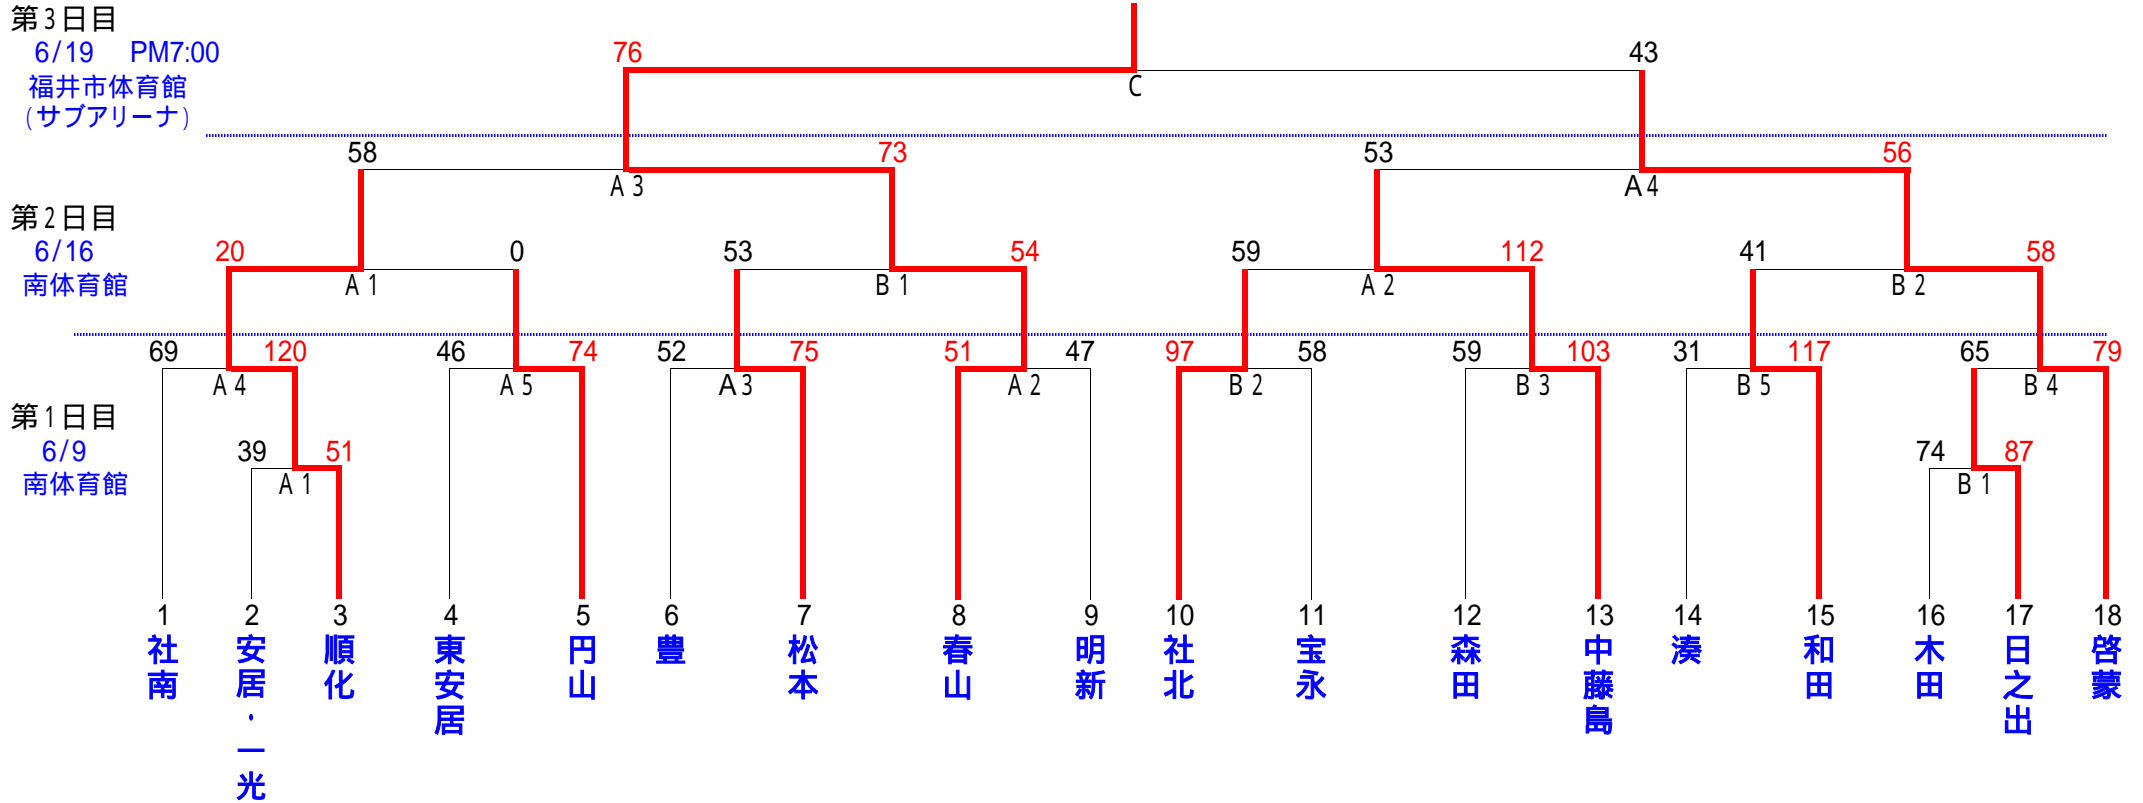 第3日目
6/19 PM7:00
福井市体育館
(サブアリーナ)
76 43
C
58 73 53 56
A3 A4
第2日目
6/16
南体育館
20 0 53 54 59 112 41 58
A1 B1 A2 B2
69 120 46 74 52 75 51 47 97 58 59 103 31 117 65 79
A4 A5 A3 A2 B2 B3 B5 B4
第1日目
6/9
南体育館
39 51 74 87
A1 B1
1 2 3 4 5 6 7 8 9 10 11 12 13 14 15 16 17 18
社南
安居・一光
順化
東安居
円山
豊
松本
春山
明新
社北
宝永
森田
中藤島
湊
和田
木田
日之出
啓蒙